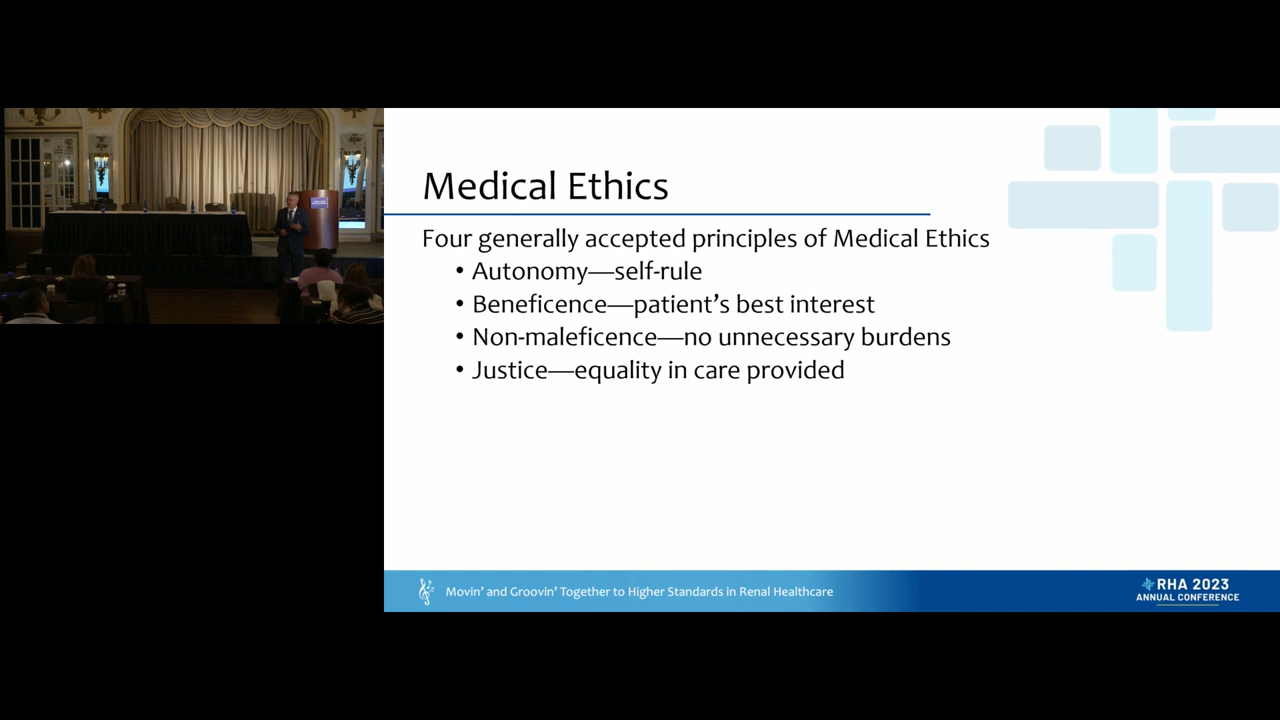 Medical Ethics
Four generally accepted principles of Medical Ethics
• Autonomy—self-rule
• Beneficence—patient’s best interest
• Non-maleficence—no unnecessary burdens
• Justice—equality in care provided
Movin’ and Groovin’ Together to Higher Standards in Renal Healthcare
RHA 2023
ANNUAL CONFERENCE